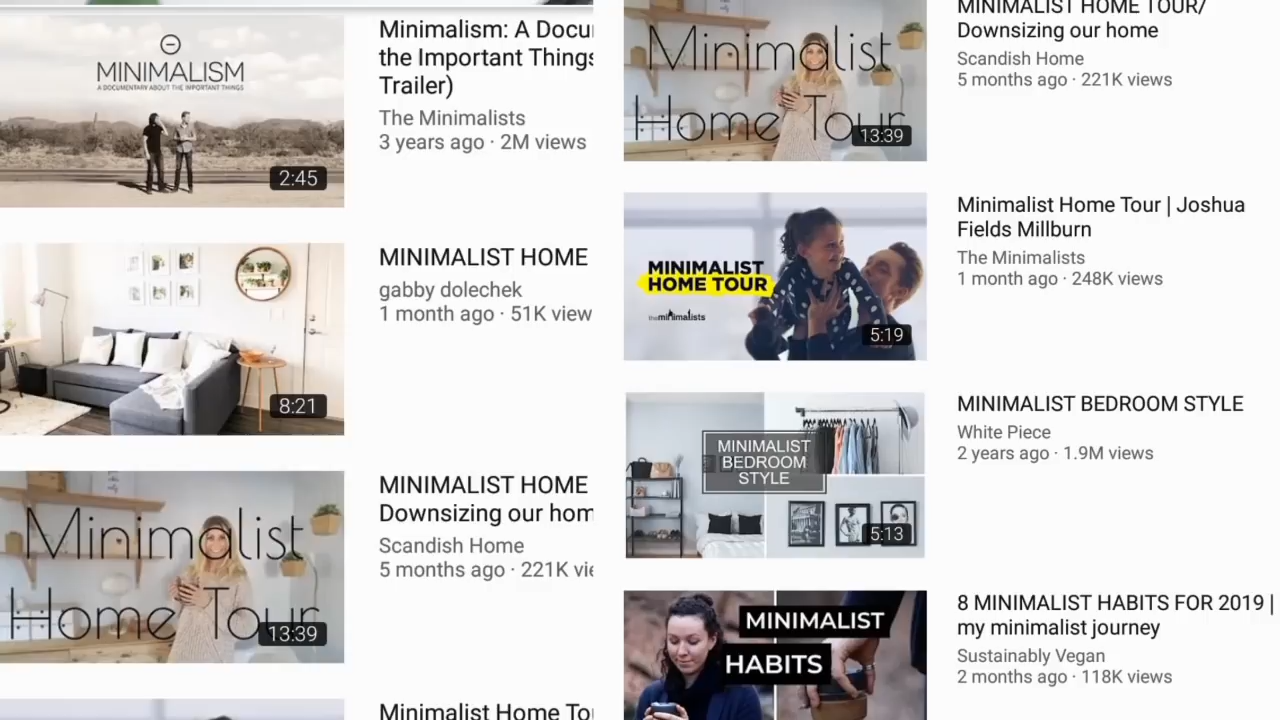 MINIMALISM
A DOCUMENTARY ABOUT THE IMPORTANT THINGS
2:45
Minimalism: A Docu
the Important Things
Trailer)
The Minimalists
3 years ago · 2M views
8:21
MINIMALIST HOME
gabby dolechek
1 month ago · 51K view
Minimalist
Home Tour
13:39
MINIMALIST HOME
Downsizing our hom
Scandish Home
5 months ago · 221K vie
Minimalist Home To
Minimalist
Home Tour
13:39
MINIMALIST HOME TOUR/
Downsizing our home
Scandish Home
5 months ago · 221K views
MINIMALIST
HOME TOUR
theminimalists
5:19
Minimalist Home Tour | Joshua
Fields Millburn
The Minimalists
1 month ago · 248K views
MINIMALIST
BEDROOM
STYLE
5:13
MINIMALIST BEDROOM STYLE
White Piece
2 years ago · 1.9M views
MINIMALIST
HABITS
8 MINIMALIST HABITS FOR 2019 |
my minimalist journey
Sustainably Vegan
2 months ago · 118K views